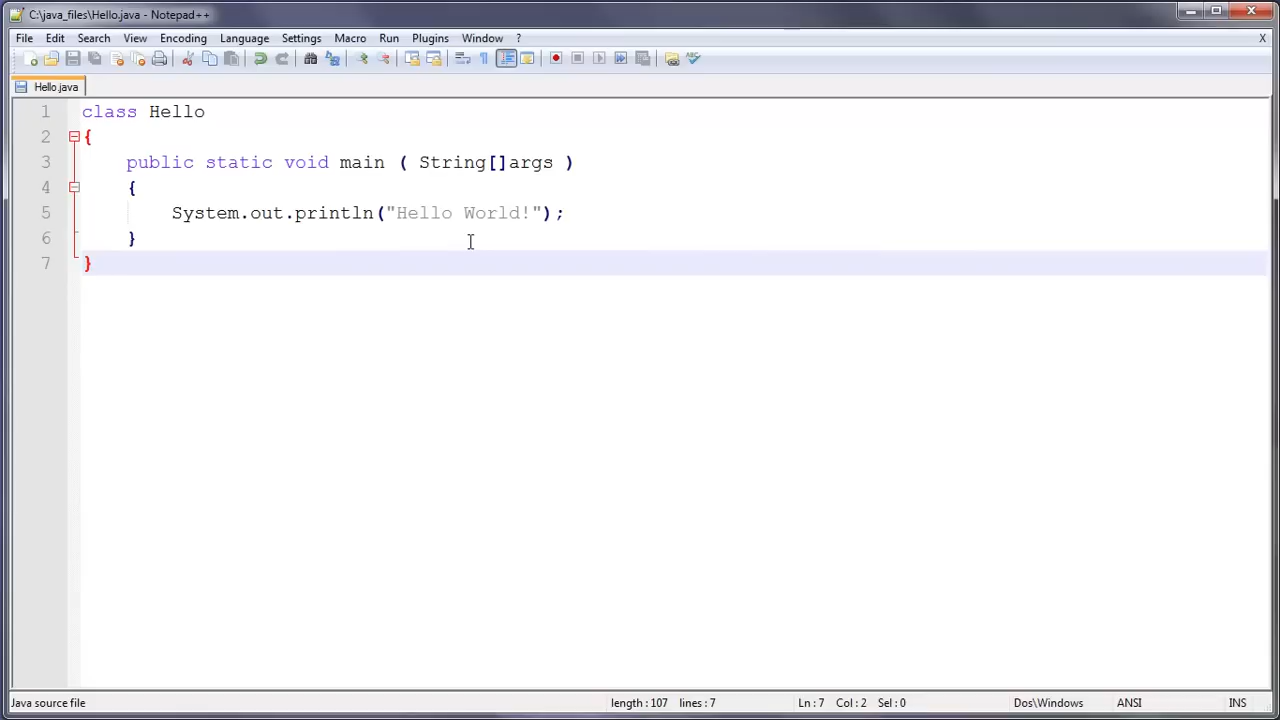 C:\java_files\Hello.java - Notepad++
File Edit Search View Encoding Language Settings Macro Run Plugins Window ? X
Hello.java
1 class Hello
2 {
3 public static void main ( String[]args )
4 {
5 System.out.println("Hello World!");
6 }
7 }
Java source file length : 107 lines : 7 Ln : 7 Col : 2 Sel : 0 Dos\Windows ANSI INS